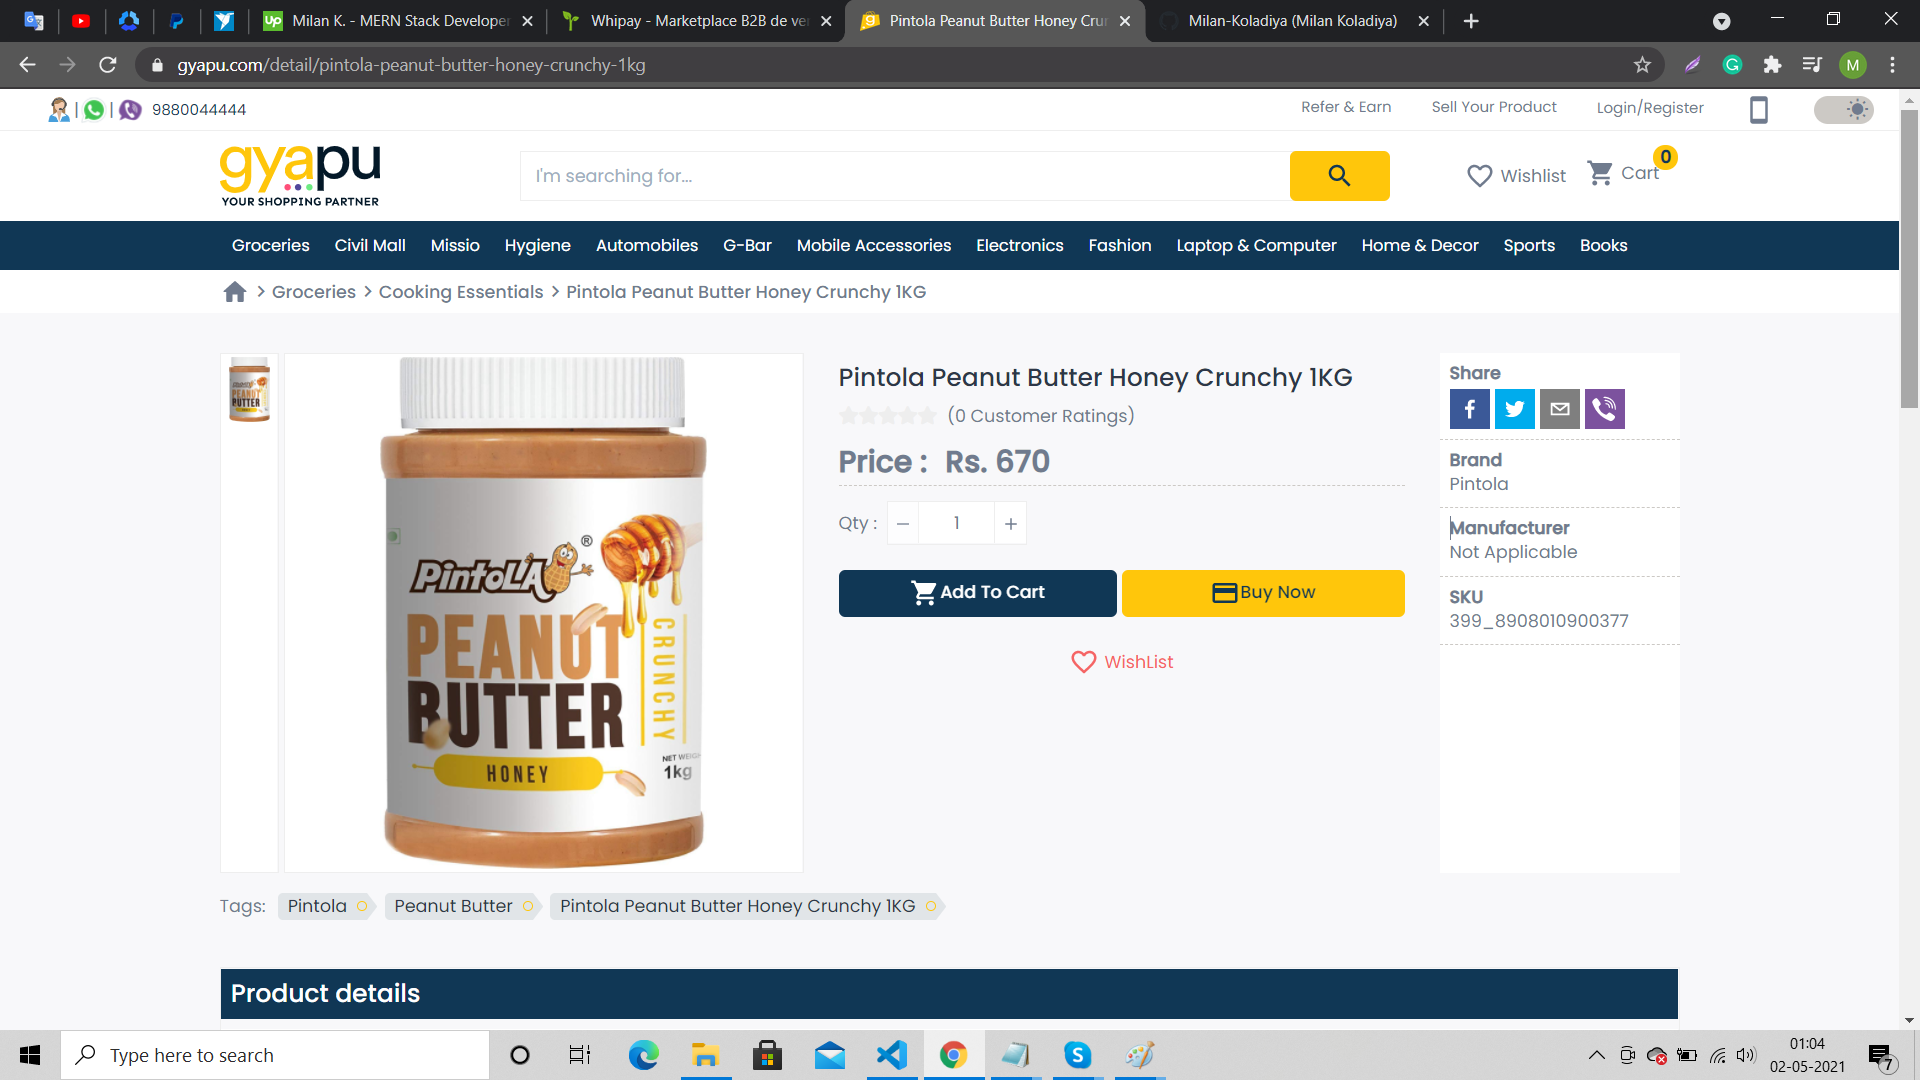 Milan K. - MERN Stack Developer
Whipay - Marketplace B2B de ve
Pintola Peanut Butter Honey Cru
Milan-Koladiya (Milan Koladiya)
gyapu.com/detail/pintola-peanut-butter-honey-crunchy-1kg
M
9880044444
Refer & Earn
Sell Your Product
Login/Register
gyapu
YOUR SHOPPING PARTNER
I'm searching for...
Wishlist
Cart
0
Groceries
Civil Mall
Missio
Hygiene
Automobiles
G-Bar
Mobile Accessories
Electronics
Fashion
Laptop & Computer
Home & Decor
Sports
Books
Groceries > Cooking Essentials > Pintola Peanut Butter Honey Crunchy 1KG
PINTOLA ®
PEANUT
BUTTER
CRUNCHY
HONEY
NET WEIGH
1kg
Pintola Peanut Butter Honey Crunchy 1KG
(0 Customer Ratings)
Price : Rs. 670
Qty : − 1 +
Add To Cart
Buy Now
WishList
Share
Brand
Pintola
Manufacturer
Not Applicable
SKU
399_8908010900377
Tags: Pintola Peanut Butter Pintola Peanut Butter Honey Crunchy 1KG
Product details
Type here to search
01:04
02-05-2021
7